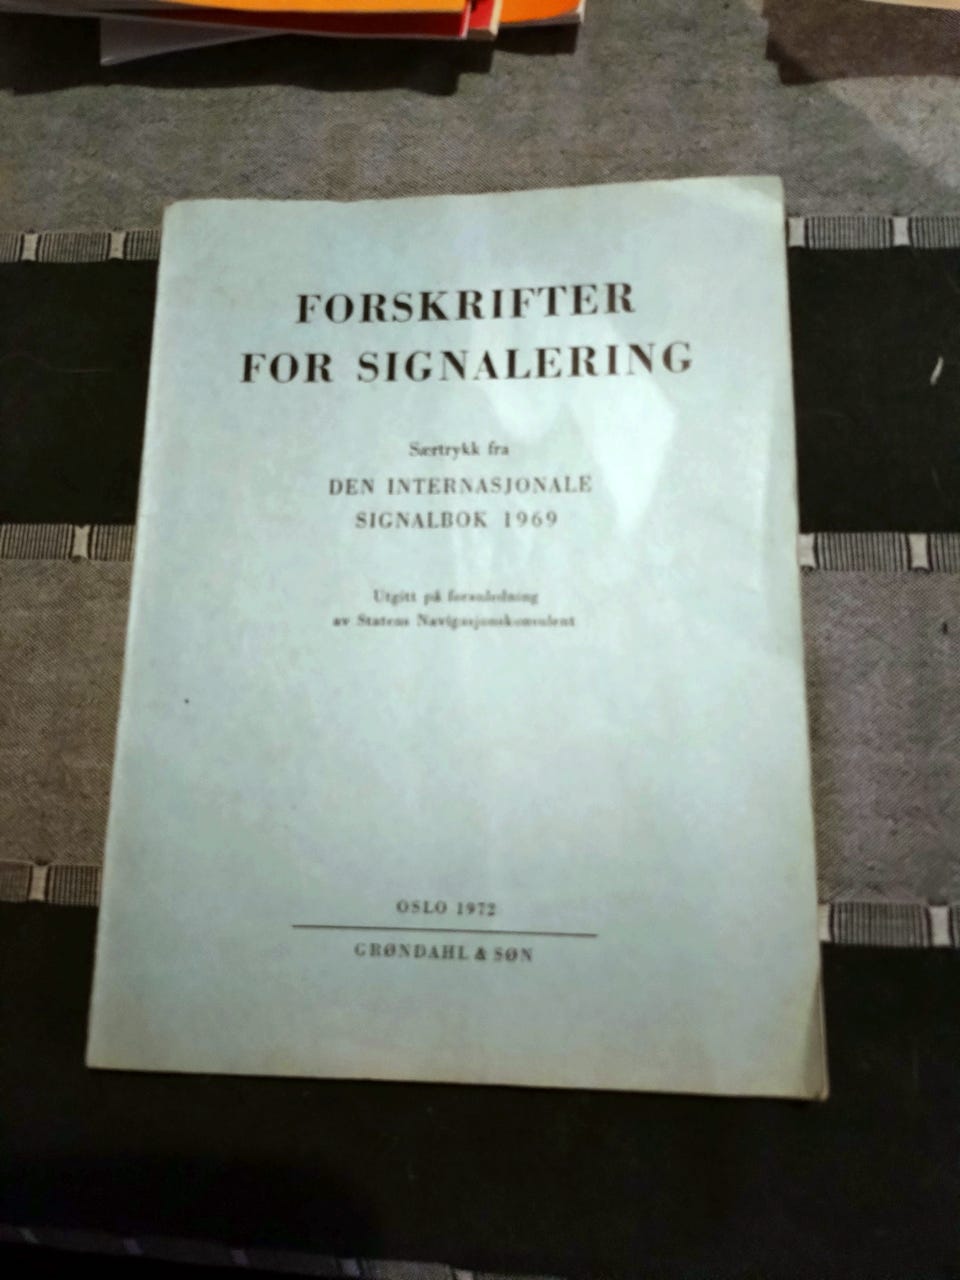 FORSKRIFTER
FOR SIGNALERING
Særtrykk fra
DEN INTERNASJONALE
SIGNALBOK 1969
Utgitt på foranledning
av Statens Navigasjonskonsulent
OSLO 1972
GRØNDAHL & SØN